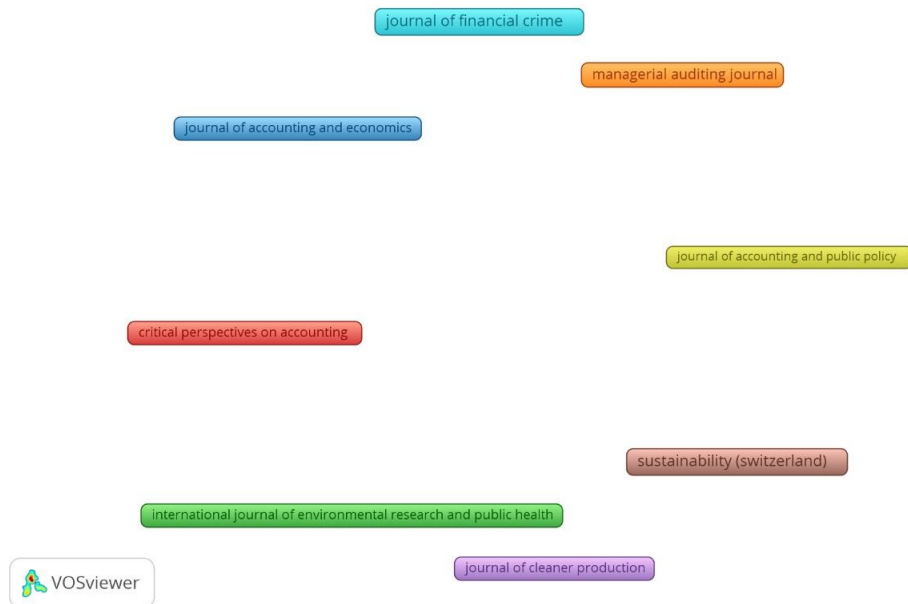 journal of financial crime
managerial auditing journal
journal of accounting and economics
journal of accounting and public policy
critical perspectives on accounting
sustainability (switzerland)
international journal of environmental research and public health
journal of cleaner production
VOSviewer